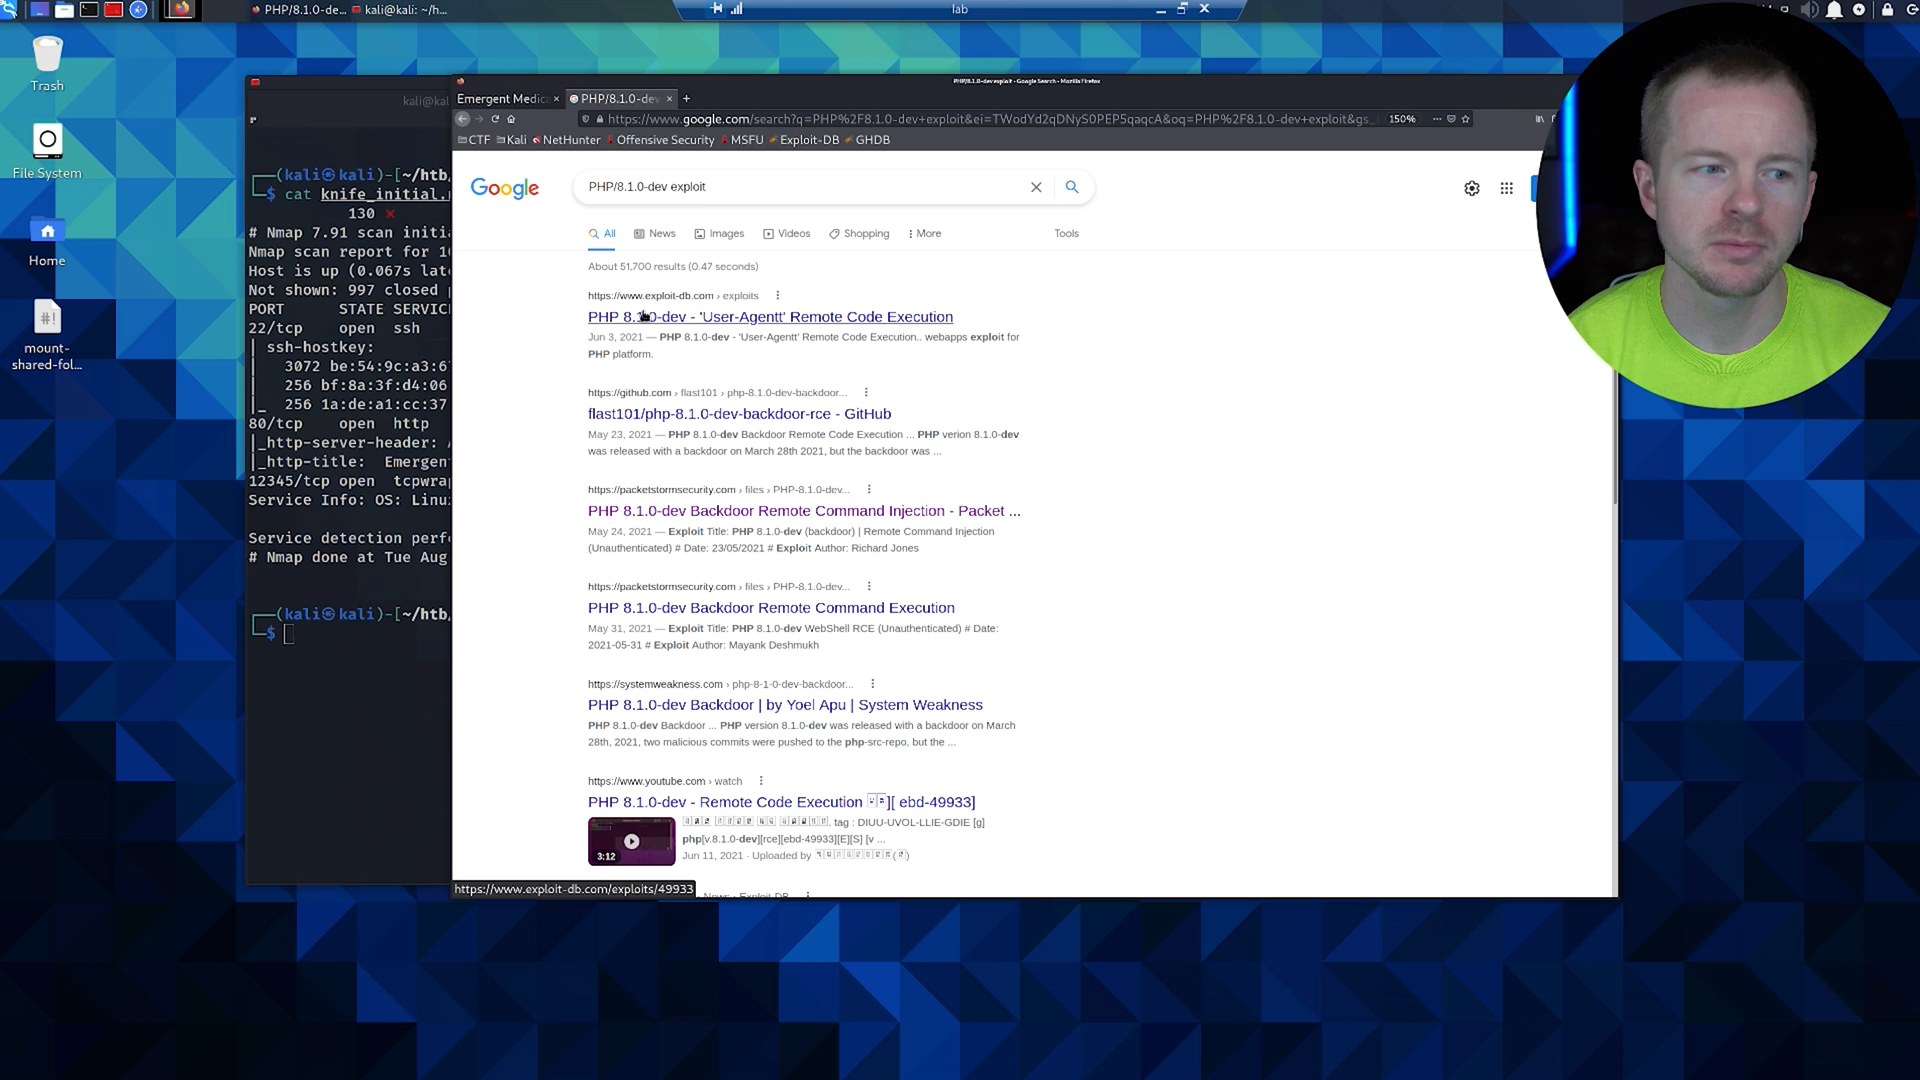 PHP/8.1.0-de...
kali@kali: ~/h...
lab
Trash
File System
Home
mount-
shared-fol...
kali@kal
(kali㉿kali)-[~/htb
$ cat knife_initial.
130 ×
# Nmap 7.91 scan initi
Nmap scan report for 1
Host is up (0.067s lat
Not shown: 997 closed
PORT STATE SERVIC
22/tcp open ssh
| ssh-hostkey:
| 3072 be:54:9c:a3:6
| 256 bf:8a:3f:d4:06
|_ 256 1a:de:a1:cc:37
80/tcp open http
|_http-server-header:
|_http-title: Emergen
12345/tcp open tcpwra
Service Info: OS: Linu
Service detection perf
# Nmap done at Tue Aug
(kali㉿kali)-[~/htb
$
PHP/8.1.0-dev exploit - Google Search - Mozilla Firefox
Emergent Medica ×
PHP/8.1.0-dev × +
https://www.google.com/search?q=PHP%2F8.1.0-dev+exploit&ei=TWodYd2qDNyS0PEP5qaqcA&oq=PHP%2F8.1.0-dev+exploit&gs_
150%
CTF Kali NetHunter Offensive Security MSFU Exploit-DB GHDB
Google
PHP/8.1.0-dev exploit
All News Images Videos Shopping More Tools
About 51,700 results (0.47 seconds)
https://www.exploit-db.com › exploits
PHP 8.1.0-dev - 'User-Agentt' Remote Code Execution
Jun 3, 2021 — PHP 8.1.0-dev - 'User-Agentt' Remote Code Execution.. webapps exploit for
PHP platform.
https://github.com › flast101 › php-8.1.0-dev-backdoor...
flast101/php-8.1.0-dev-backdoor-rce - GitHub
May 23, 2021 — PHP 8.1.0-dev Backdoor Remote Code Execution ... PHP verion 8.1.0-dev
was released with a backdoor on March 28th 2021, but the backdoor was ...
https://packetstormsecurity.com › files › PHP-8.1.0-dev...
PHP 8.1.0-dev Backdoor Remote Command Injection - Packet ...
May 24, 2021 — Exploit Title: PHP 8.1.0-dev (backdoor) | Remote Command Injection
(Unauthenticated) # Date: 23/05/2021 # Exploit Author: Richard Jones
https://packetstormsecurity.com › files › PHP-8.1.0-dev...
PHP 8.1.0-dev Backdoor Remote Command Execution
May 31, 2021 — Exploit Title: PHP 8.1.0-dev WebShell RCE (Unauthenticated) # Date:
2021-05-31 # Exploit Author: Mayank Deshmukh
https://systemweakness.com › php-8-1-0-dev-backdoor...
PHP 8.1.0-dev Backdoor | by Yoel Apu | System Weakness
PHP 8.1.0-dev Backdoor ... PHP version 8.1.0-dev was released with a backdoor on March
28th, 2021, two malicious commits were pushed to the php-src-repo, but the ...
https://www.youtube.com › watch
PHP 8.1.0-dev - Remote Code Execution ][ ebd-49933]
tag : DIUU-UVOL-LLIE-GDIE [g]
php[v.8.1.0-dev][rce][ebd-49933][E][S] [v ...
3:12
Jun 11, 2021 · Uploaded by
https://www.exploit-db.com/exploits/49933
News › Exploit-DB